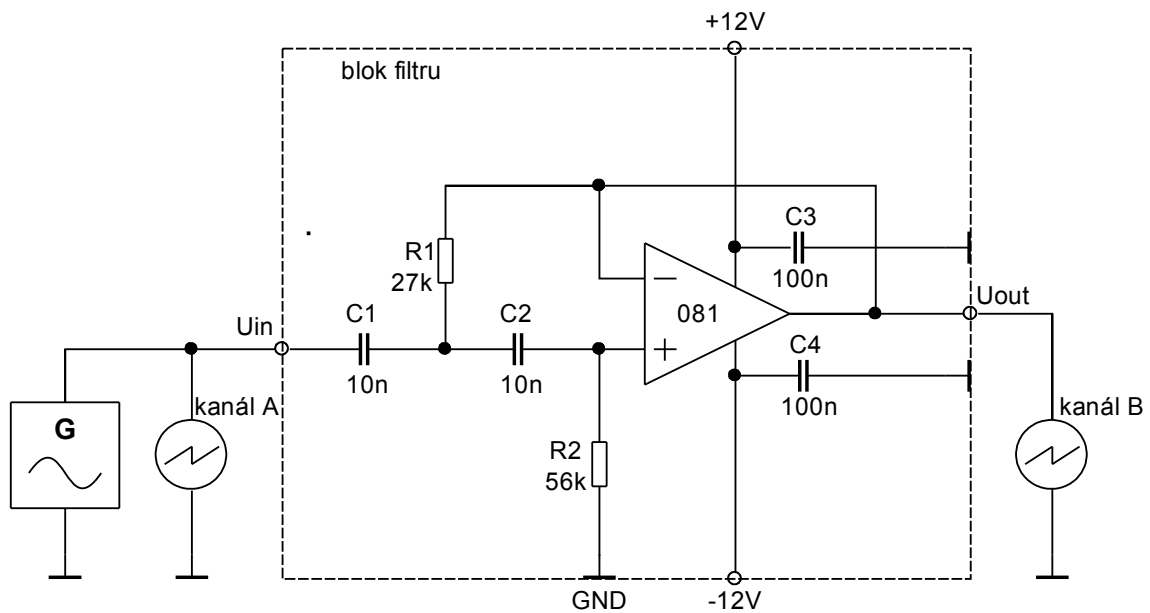 +12V
blok filtru
C3
100n
R1
27k
081
Uout
Uin
C1
10n
C2
10n
C4
100n
kanál A
kanál B
G
R2
56k
GND
-12V